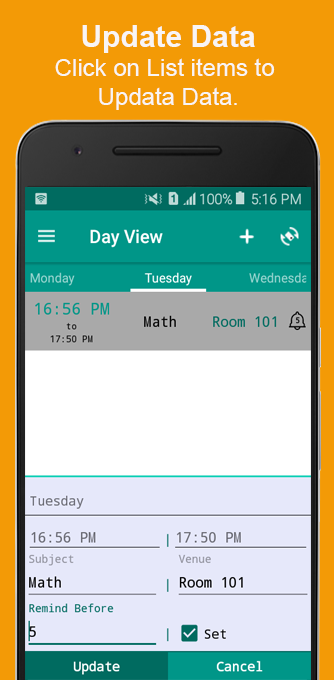 Update Data
Click on List items to
Updata Data.
1 100% 5:16 PM
Day View +
Monday Tuesday Wednesda
16:56 PM
to
17:50 PM
Math Room 101 5
Tuesday
16:56 PM | 17:50 PM
Subject Venue
Math | Room 101
Remind Before
5 | Set
Update Cancel